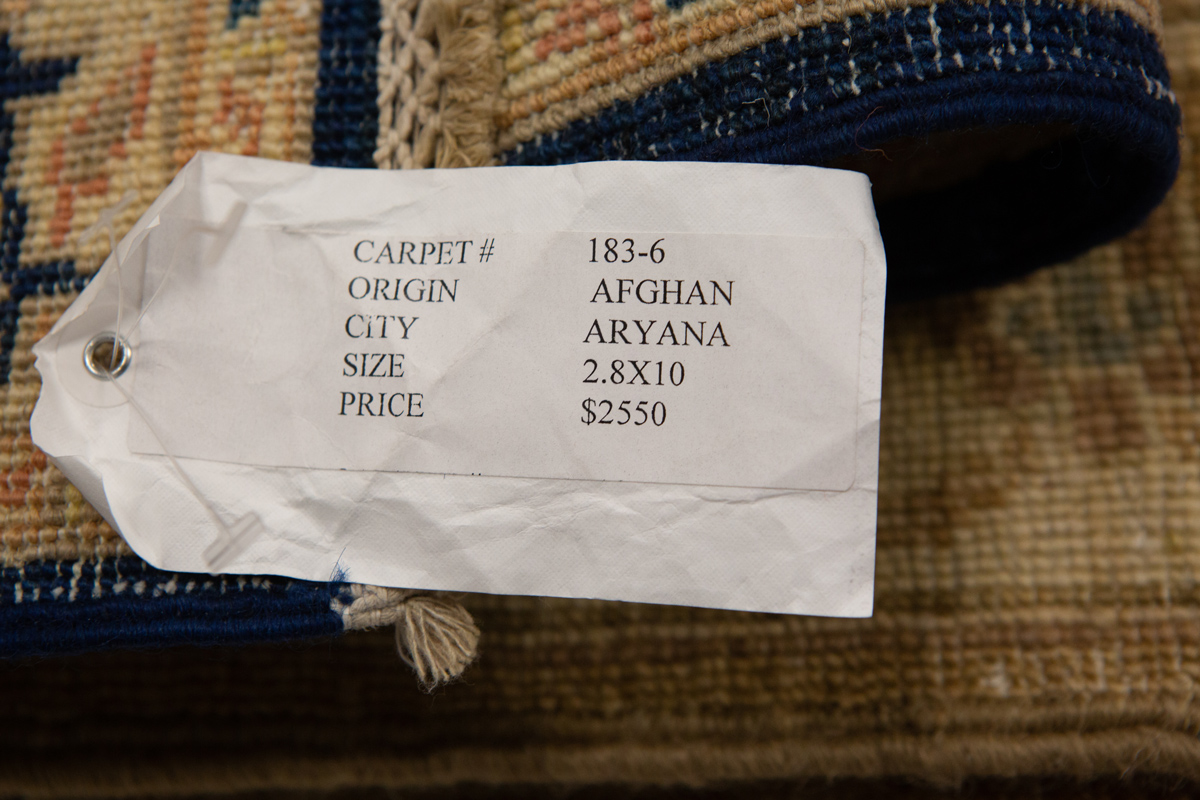 CARPET # 183-6
ORIGIN AFGHAN
CiTY ARYANA
SIZE 2.8X10
PRICE $2550